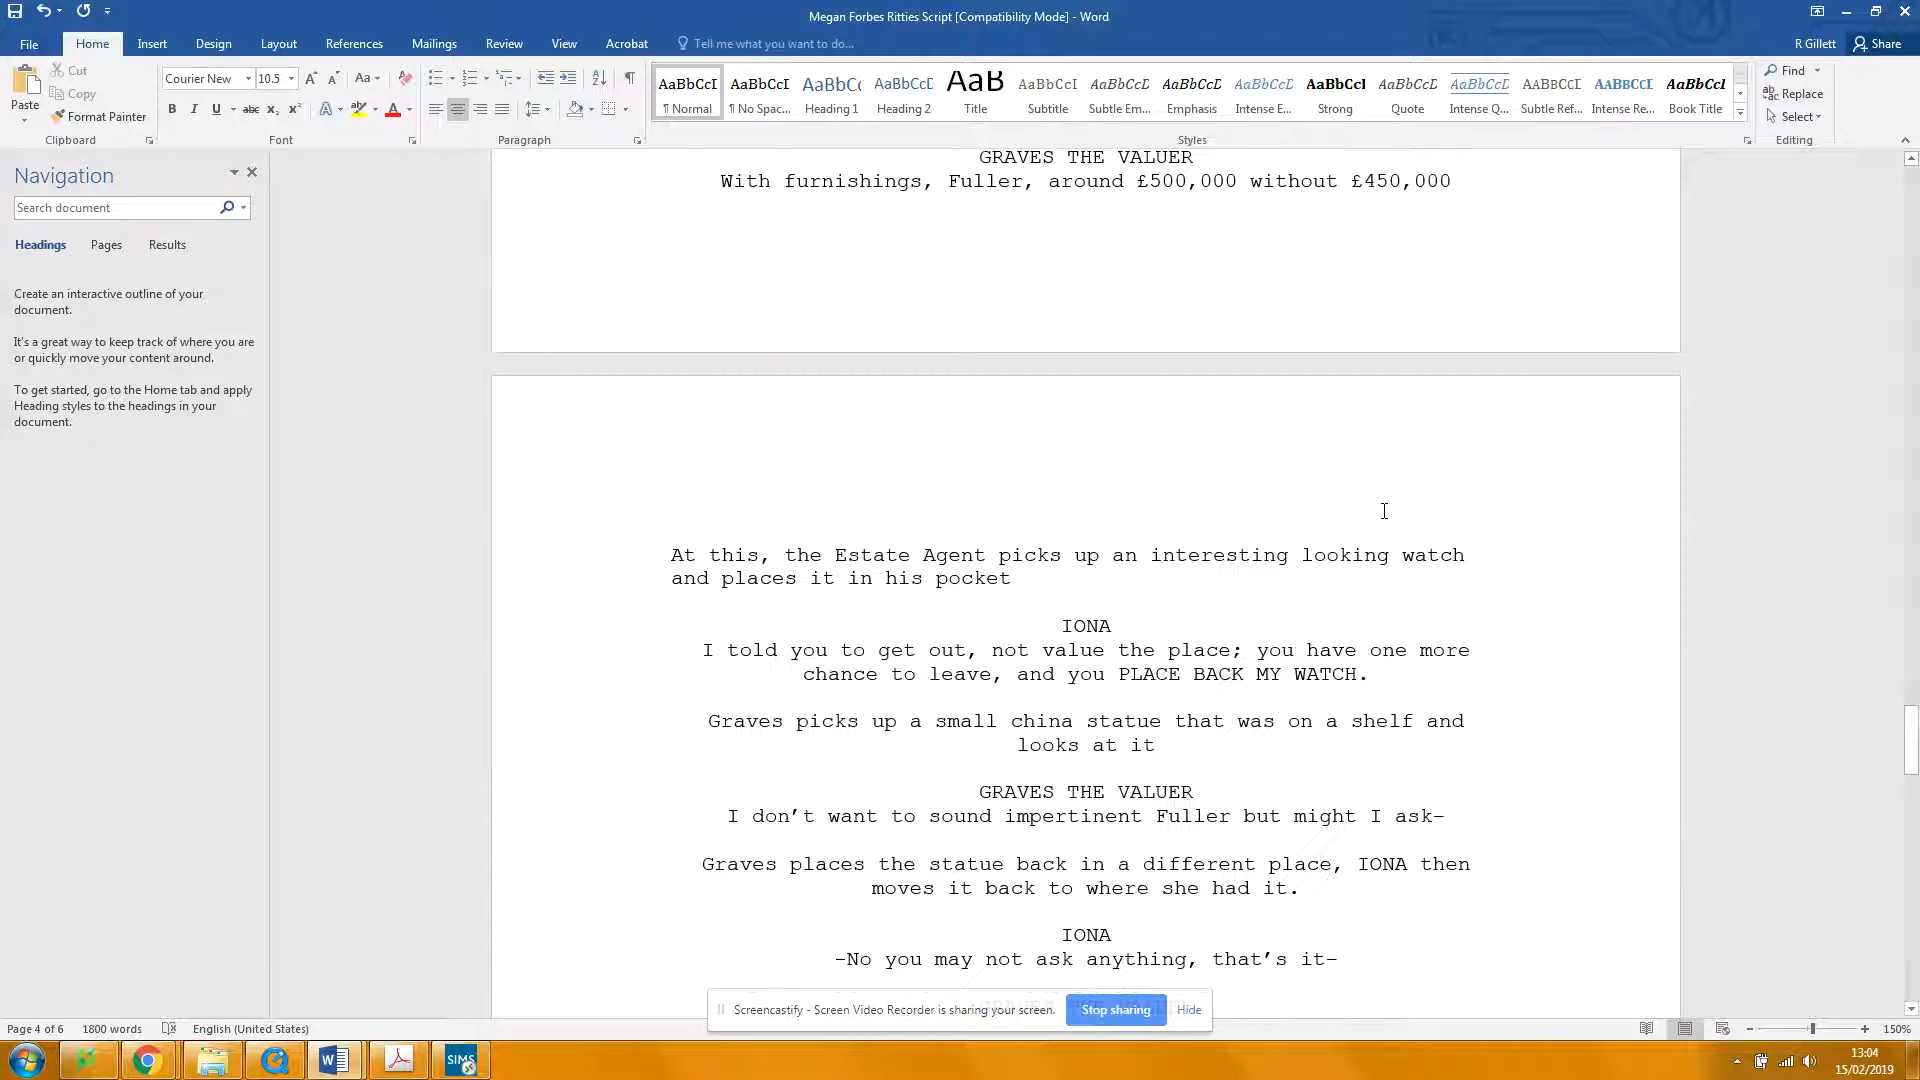 Megan Forbes Ritties Script [Compatibility Mode] - Word
File Home Insert Design Layout References Mailings Review View Acrobat Tell me what you want to do... R Gillett Share
Paste Cut Copy Format Painter
Clipboard
Courier New 10.5 Aa
B I U abc x₂ x² A A
Font
Paragraph
AaBbCcI AaBbCcI AaBbCc AaBbCcD AaB AaBbCcI AaBbCcD AaBbCcD AaBbCcD AaBbCcI AaBbCcD AaBbCcI AABBCCI AABBCCI AaBbCcI
¶ Normal ¶ No Spac... Heading 1 Heading 2 Title Subtitle Subtle Em... Emphasis Intense E... Strong Quote Intense Q... Subtle Ref... Intense Re... Book Title
Styles
Find
Replace
Select
Editing
Navigation
Search document
Headings Pages Results
Create an interactive outline of your
document.
It's a great way to keep track of where you are
or quickly move your content around.
To get started, go to the Home tab and apply
Heading styles to the headings in your
document.
GRAVES THE VALUER
With furnishings, Fuller, around £500,000 without £450,000
At this, the Estate Agent picks up an interesting looking watch
and places it in his pocket
IONA
I told you to get out, not value the place; you have one more
chance to leave, and you PLACE BACK MY WATCH.
Graves picks up a small china statue that was on a shelf and
looks at it
GRAVES THE VALUER
I don't want to sound impertinent Fuller but might I ask-
Graves places the statue back in a different place, IONA then
moves it back to where she had it.
IONA
-No you may not ask anything, that's it-
Screencastify - Screen Video Recorder is sharing your screen. Stop sharing Hide
Page 4 of 6 1800 words English (United States) 150%
SIMS
13:04
15/02/2019